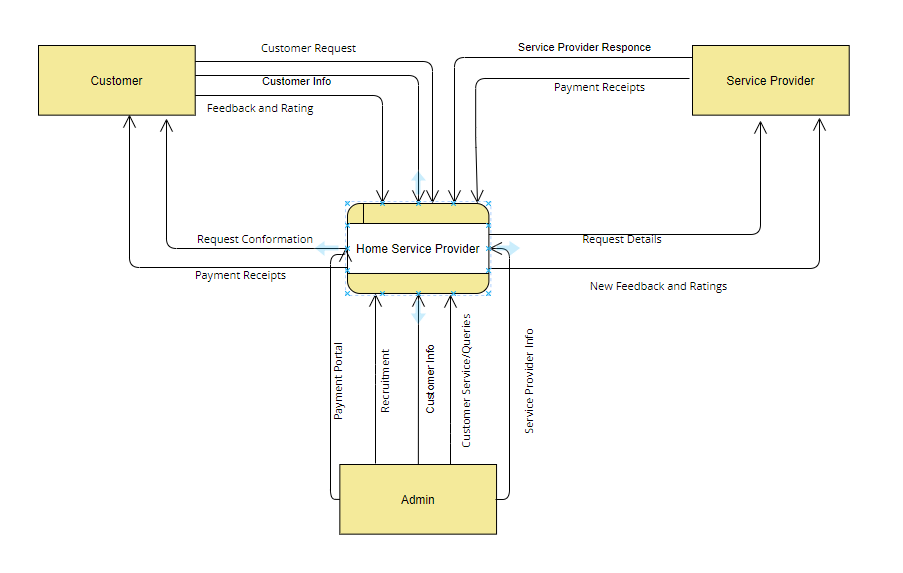 Customer Request
Service Provider Responce
Customer
Customer Info
Service Provider
Payment Receipts
Feedback and Rating
Request Conformation
Home Service Provider
Request Details
Payment Receipts
New Feedback and Ratings
Payment Portal
Recruitment
Customer Info
Customer Service/Queries
Service Provider Info
Admin